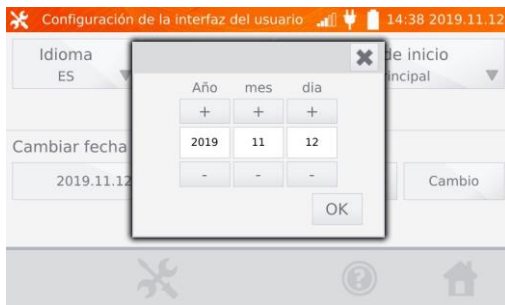 Configuración de la interfaz del usuario 14:38 2019.11.12
Idioma
ES
de inicio
Año mes dia
+ + +
2019 11 12
- - -
OK
Cambiar fecha
2019.11.12
Cambio